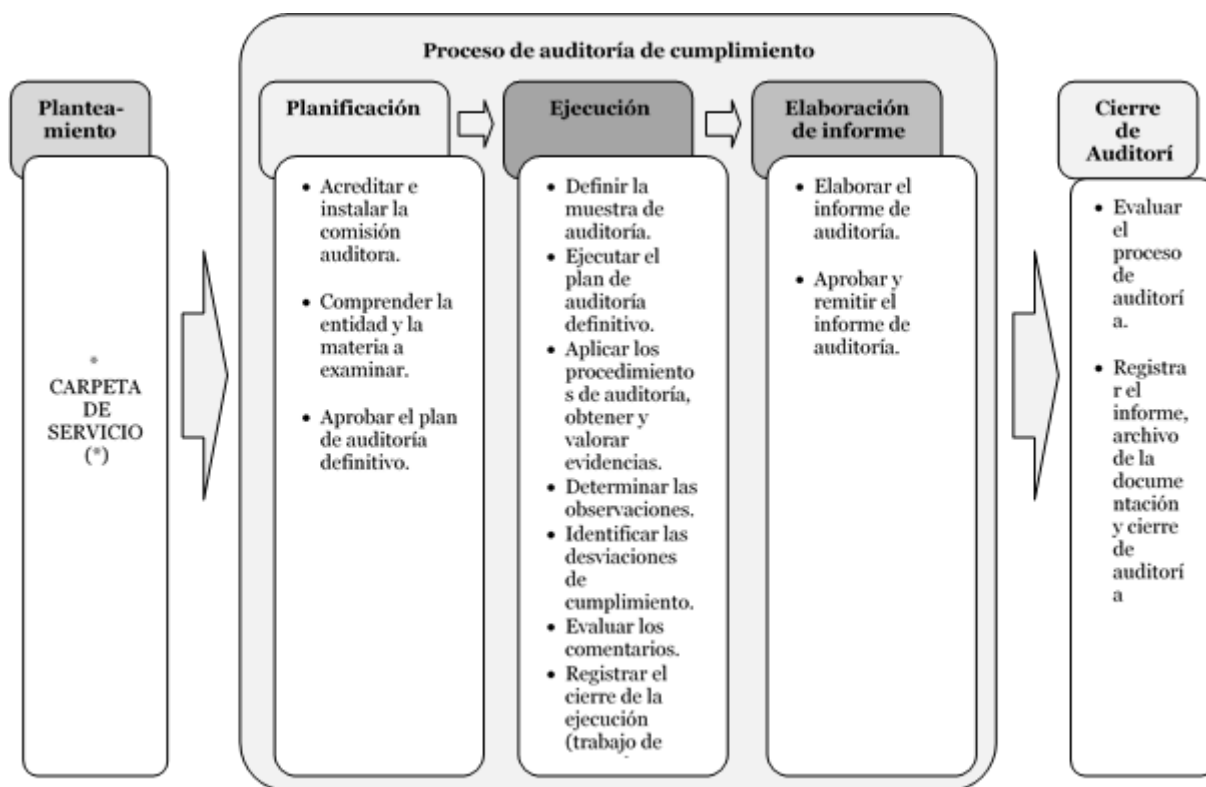 Proceso de auditoría de cumplimiento
Plantea-
miento
*
CARPETA
DE
SERVICIO
(*)
Planificación
• Acreditar e
instalar la
comisión
auditora.
• Comprender la
entidad y la
materia a
examinar.
• Aprobar el plan
de auditoría
definitivo.
Ejecución
• Definir la
muestra de
auditoría.
• Ejecutar el
plan de
auditoría
definitivo.
• Aplicar los
procedimiento
s de auditoría,
obtener y
valorar
evidencias.
• Determinar las
observaciones.
• Identificar las
desviaciones
de
cumplimiento.
• Evaluar los
comentarios.
• Registrar el
cierre de la
ejecución
(trabajo de
Elaboración
de informe
• Elaborar el
informe de
auditoría.
• Aprobar y
remitir el
informe de
auditoría.
Cierre
de
Auditorí
• Evaluar
el
proceso
de
auditorí
a.
• Registra
r el
informe,
archivo
de la
docume
ntación
y cierre
de
auditorí
a